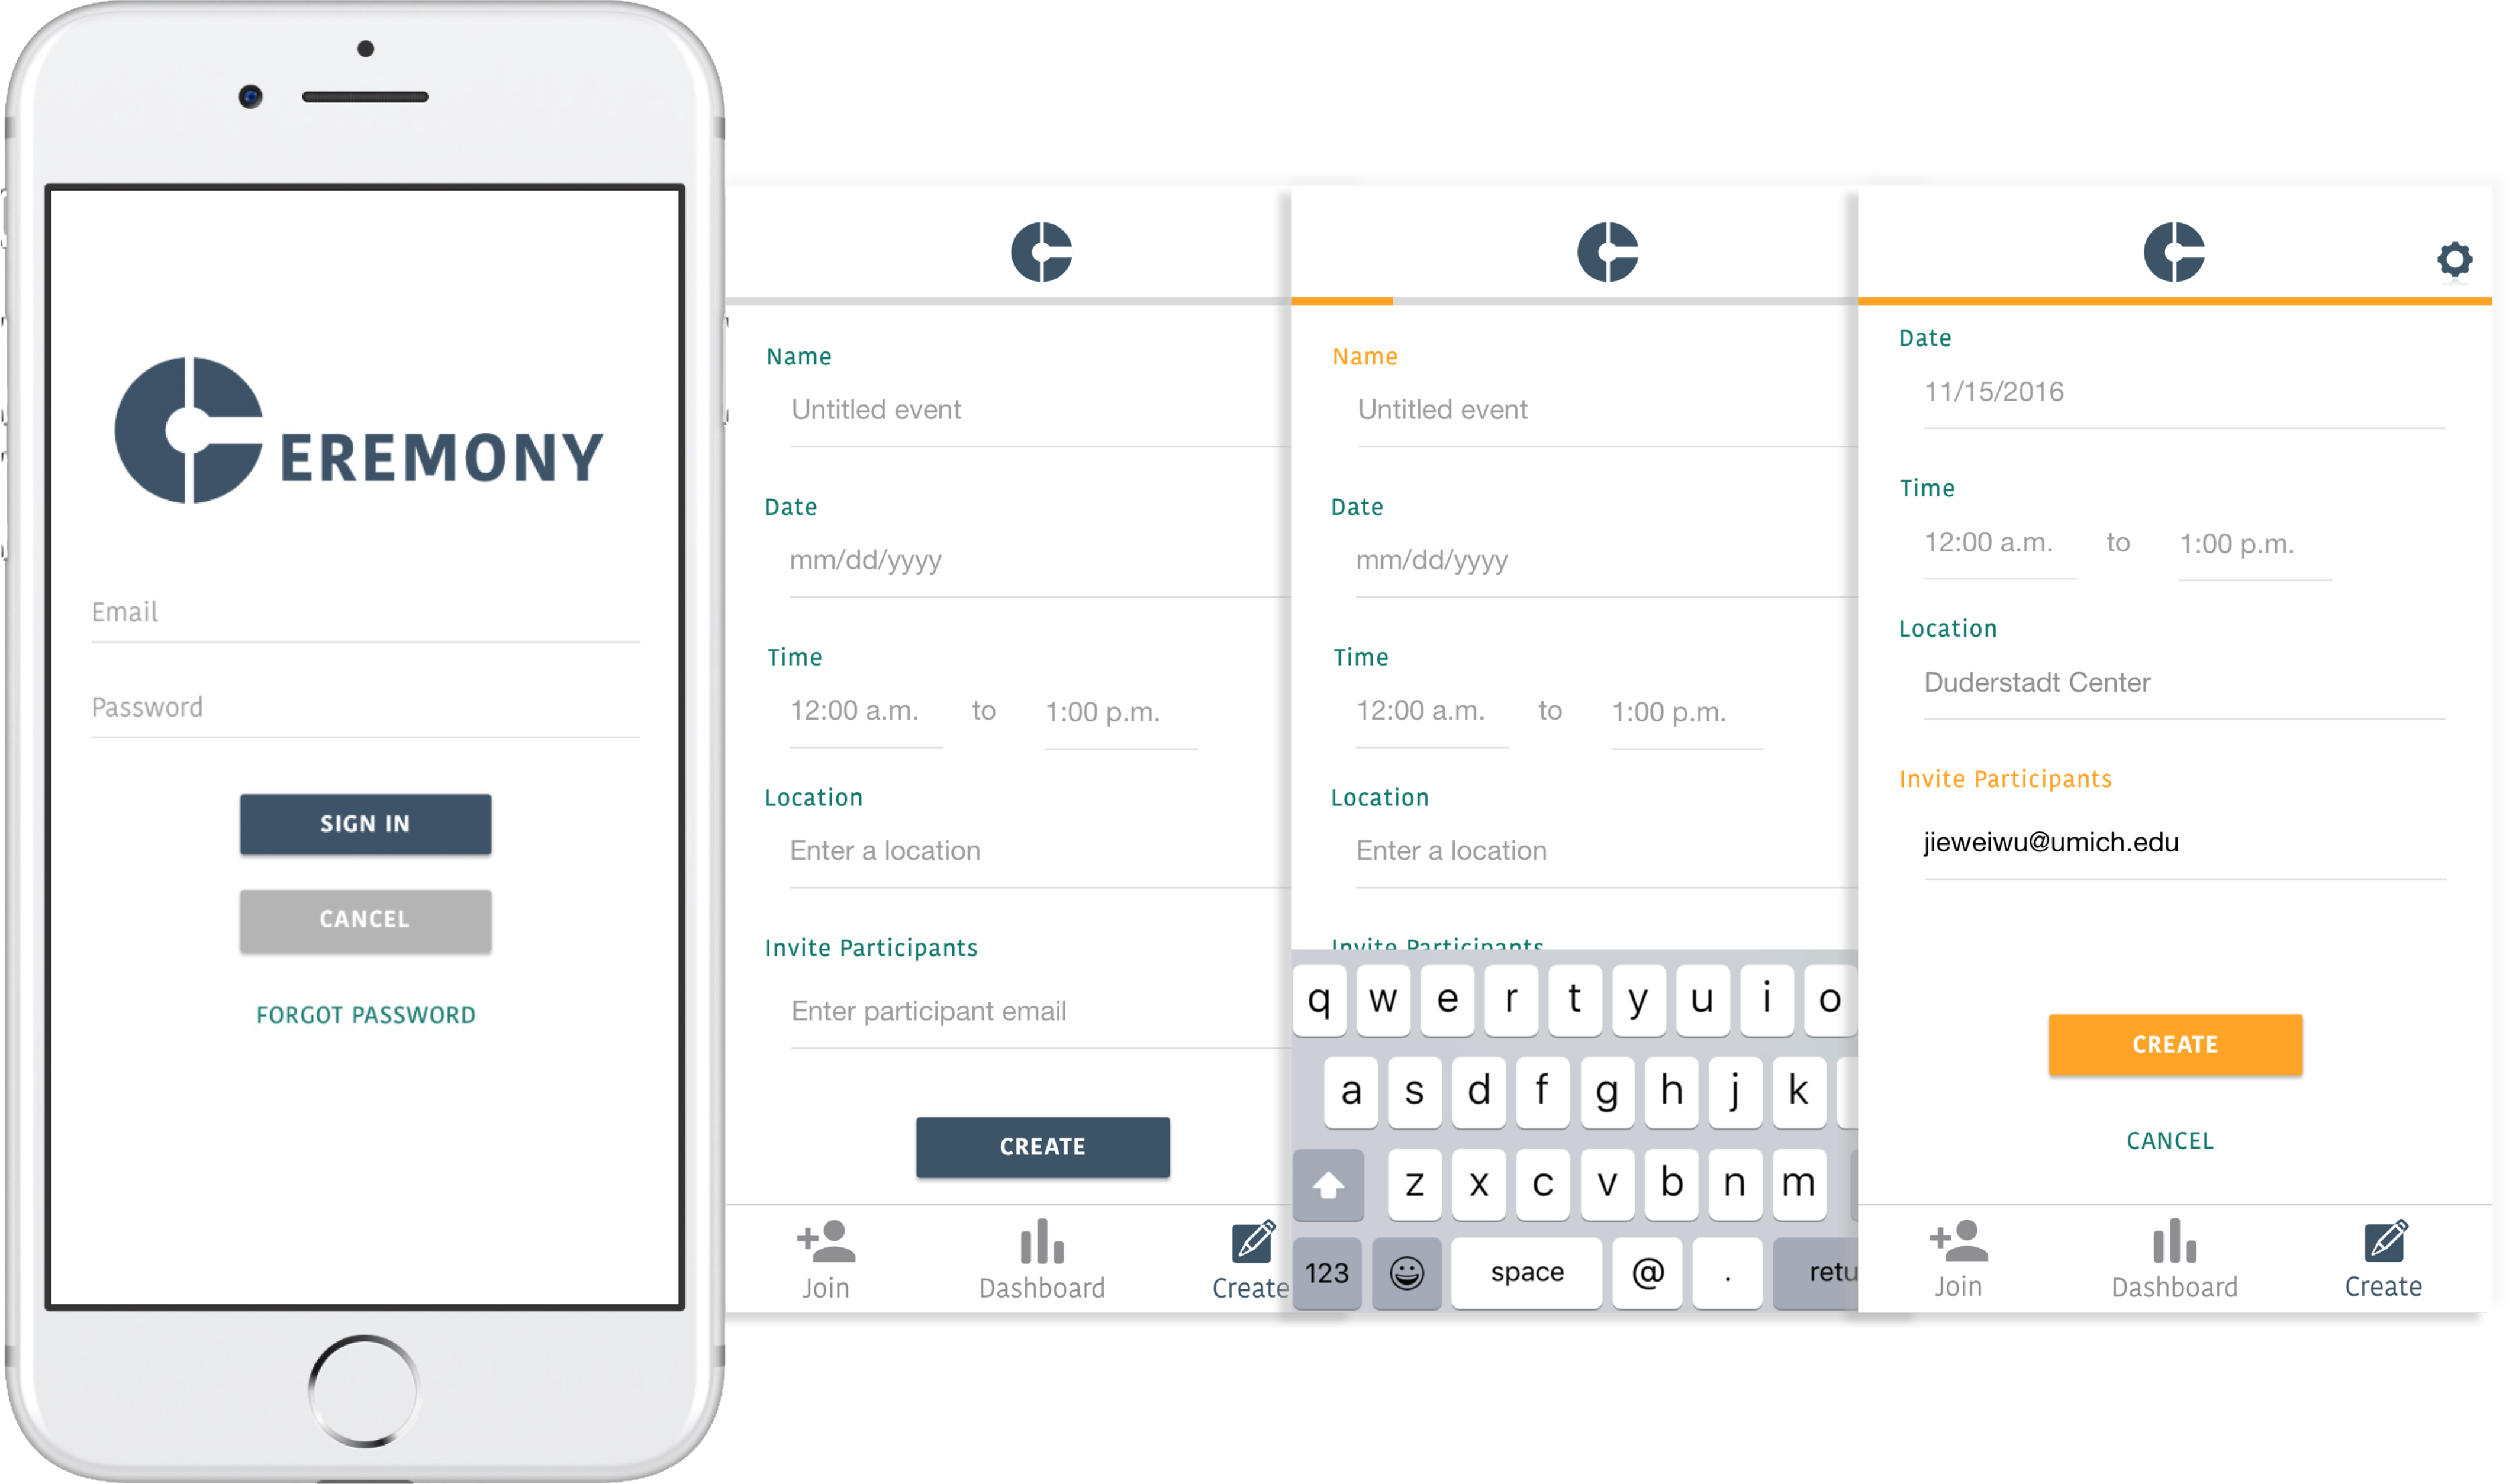 CEREMONY
Email
Password
SIGN IN
CANCEL
FORGOT PASSWORD
Name
Untitled event
Date
mm/dd/yyyy
Time
12:00 a.m. to 1:00 p.m.
Location
Enter a location
Invite Participants
Enter participant email
CREATE
Join Dashboard Create
Name
Untitled event
Date
mm/dd/yyyy
Time
12:00 a.m. to 1:00 p.m.
Location
Enter a location
Invite Participants
q w e r t y u i o
a s d f g h j k
z x c v b n m
123 space @ . retu
Date
11/15/2016
Time
12:00 a.m. to 1:00 p.m.
Location
Duderstadt Center
Invite Participants
jieweiwu@umich.edu
CREATE
CANCEL
Join Dashboard Create